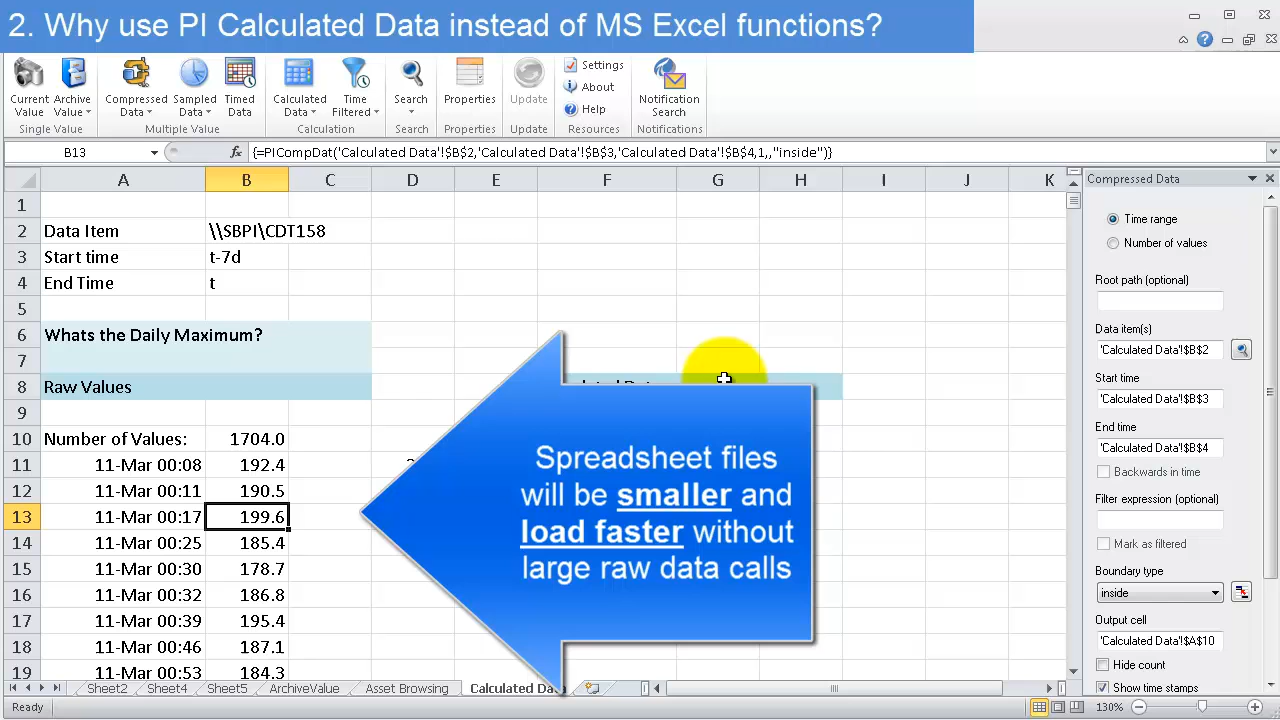 2. Why use PI Calculated Data instead of MS Excel functions?
Current Value
Archive Value
Compressed Data
Sampled Data
Timed Data
Calculated Data
Time Filtered
Search
Properties
Update
Settings
About
Help
Notification Search
Single Value
Multiple Value
Calculation
Search
Properties
Update
Resources
Notifications
B13
fx
{=PICompDat('Calculated Data'!$B$2,'Calculated Data'!$B$3,'Calculated Data'!$B$4,1,,"inside")}
A B C D E F G H I J K
1
2 Data Item \\SBPI\CDT158
3 Start time t-7d
4 End Time t
5
6 Whats the Daily Maximum?
7
8 Raw Values
9
10 Number of Values: 1704.0
11 11-Mar 00:08 192.4
12 11-Mar 00:11 190.5
13 11-Mar 00:17 199.6
14 11-Mar 00:25 185.4
15 11-Mar 00:30 178.7
16 11-Mar 00:32 186.8
17 11-Mar 00:39 195.4
18 11-Mar 00:46 187.1
19 11-Mar 00:53 184.3
Spreadsheet files
will be smaller and
load faster without
large raw data calls
Compressed Data
Time range
Number of values
Root path (optional)
Data item(s)
'Calculated Data'!$B$2
Start time
'Calculated Data'!$B$3
End time
'Calculated Data'!$B$4
Backwards in time
Filter expression (optional)
Mark as filtered
Boundary type
inside
Output cell
'Calculated Data'!$A$10
Hide count
Show time stamps
Sheet2 Sheet4 Sheet5 ArchiveValue Asset Browsing Calculated Da
Ready
130%